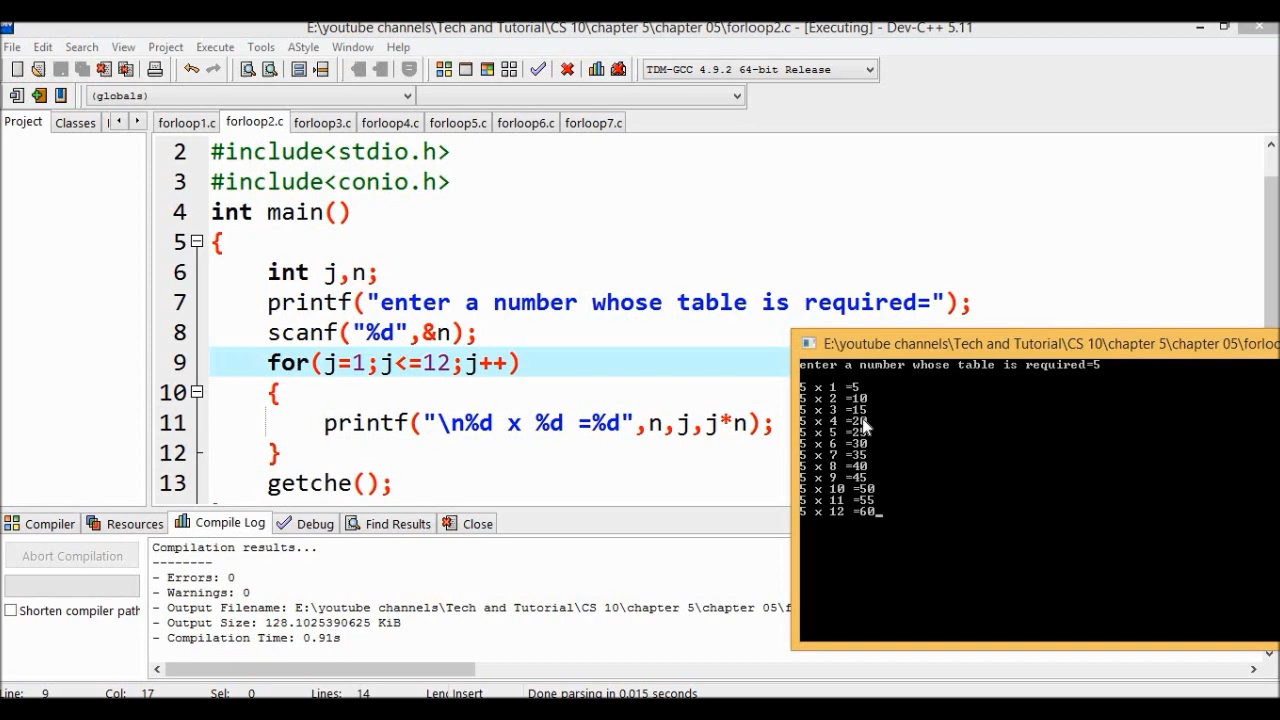 E:\youtube channels\Tech and Tutorial\CS 10\chapter 5\chapter 05\forloop2.c - [Executing] - Dev-C++ 5.11
File Edit Search View Project Execute Tools AStyle Window Help
TDM-GCC 4.9.2 64-bit Release
(globals)
Project Classes
forloop1.c forloop2.c forloop3.c forloop4.c forloop5.c forloop6.c forloop7.c
2 #include<stdio.h>
3 #include<conio.h>
4 int main()
5 {
6 int j,n;
7 printf("enter a number whose table is required=");
8 scanf("%d",&n);
9 for(j=1;j<=12;j++)
10 {
11 printf("\n%d x %d =%d",n,j,j*n);
12 }
13 getche();
E:\youtube channels\Tech and Tutorial\CS 10\chapter 5\chapter 05\forloo
enter a number whose table is required=5
5 x 1 =5
5 x 2 =10
5 x 3 =15
5 x 4 =20
5 x 5 =25
5 x 6 =30
5 x 7 =35
5 x 8 =40
5 x 9 =45
5 x 10 =50
5 x 11 =55
5 x 12 =60
Compiler Resources Compile Log Debug Find Results Close
Abort Compilation
Shorten compiler path
Compilation results...
--------
- Errors: 0
- Warnings: 0
- Output Filename: E:\youtube channels\Tech and Tutorial\CS 10\chapter 5\chapter 05\f
- Output Size: 128.1025390625 KiB
- Compilation Time: 0.91s
Line: 9 Col: 17 Sel: 0 Lines: 14 Insert Done parsing in 0.015 seconds